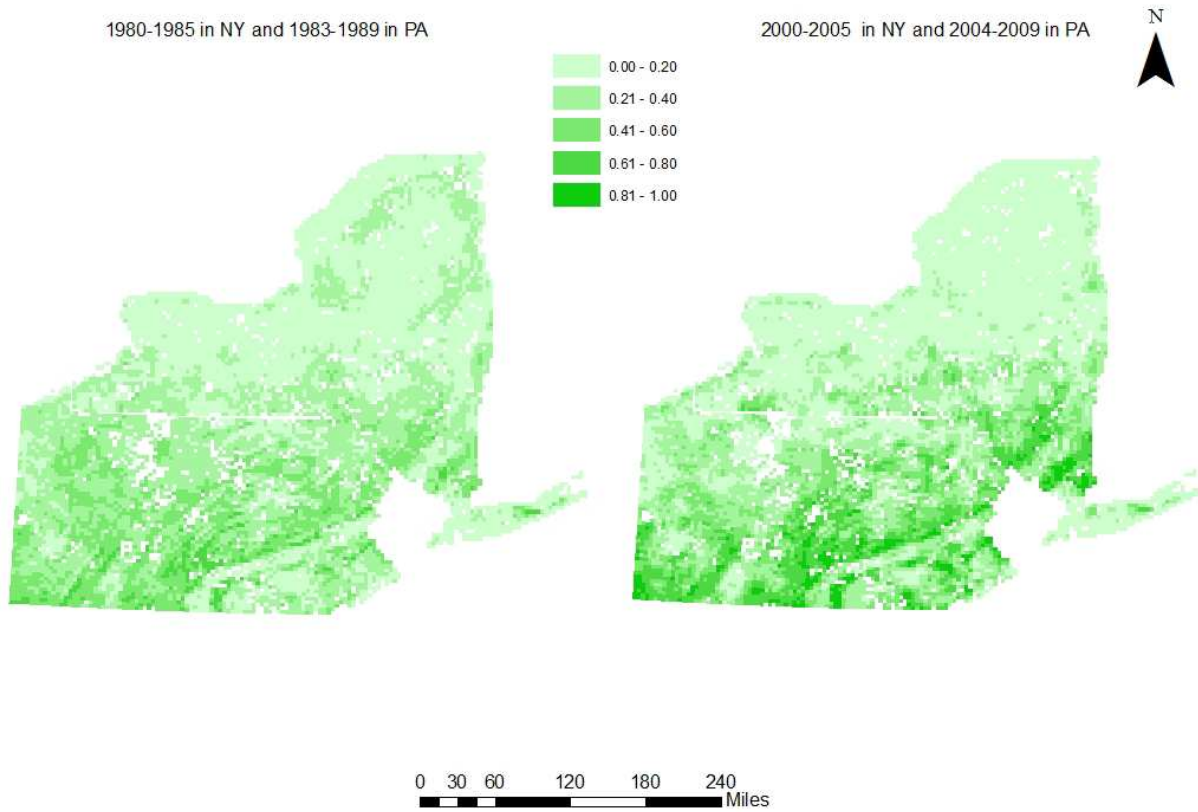 1980-1985 in NY and 1983-1989 in PA
2000-2005 in NY and 2004-2009 in PA
N
0.00 - 0.20
0.21 - 0.40
0.41 - 0.60
0.61 - 0.80
0.81 - 1.00
0 30 60 120 180 240
Miles